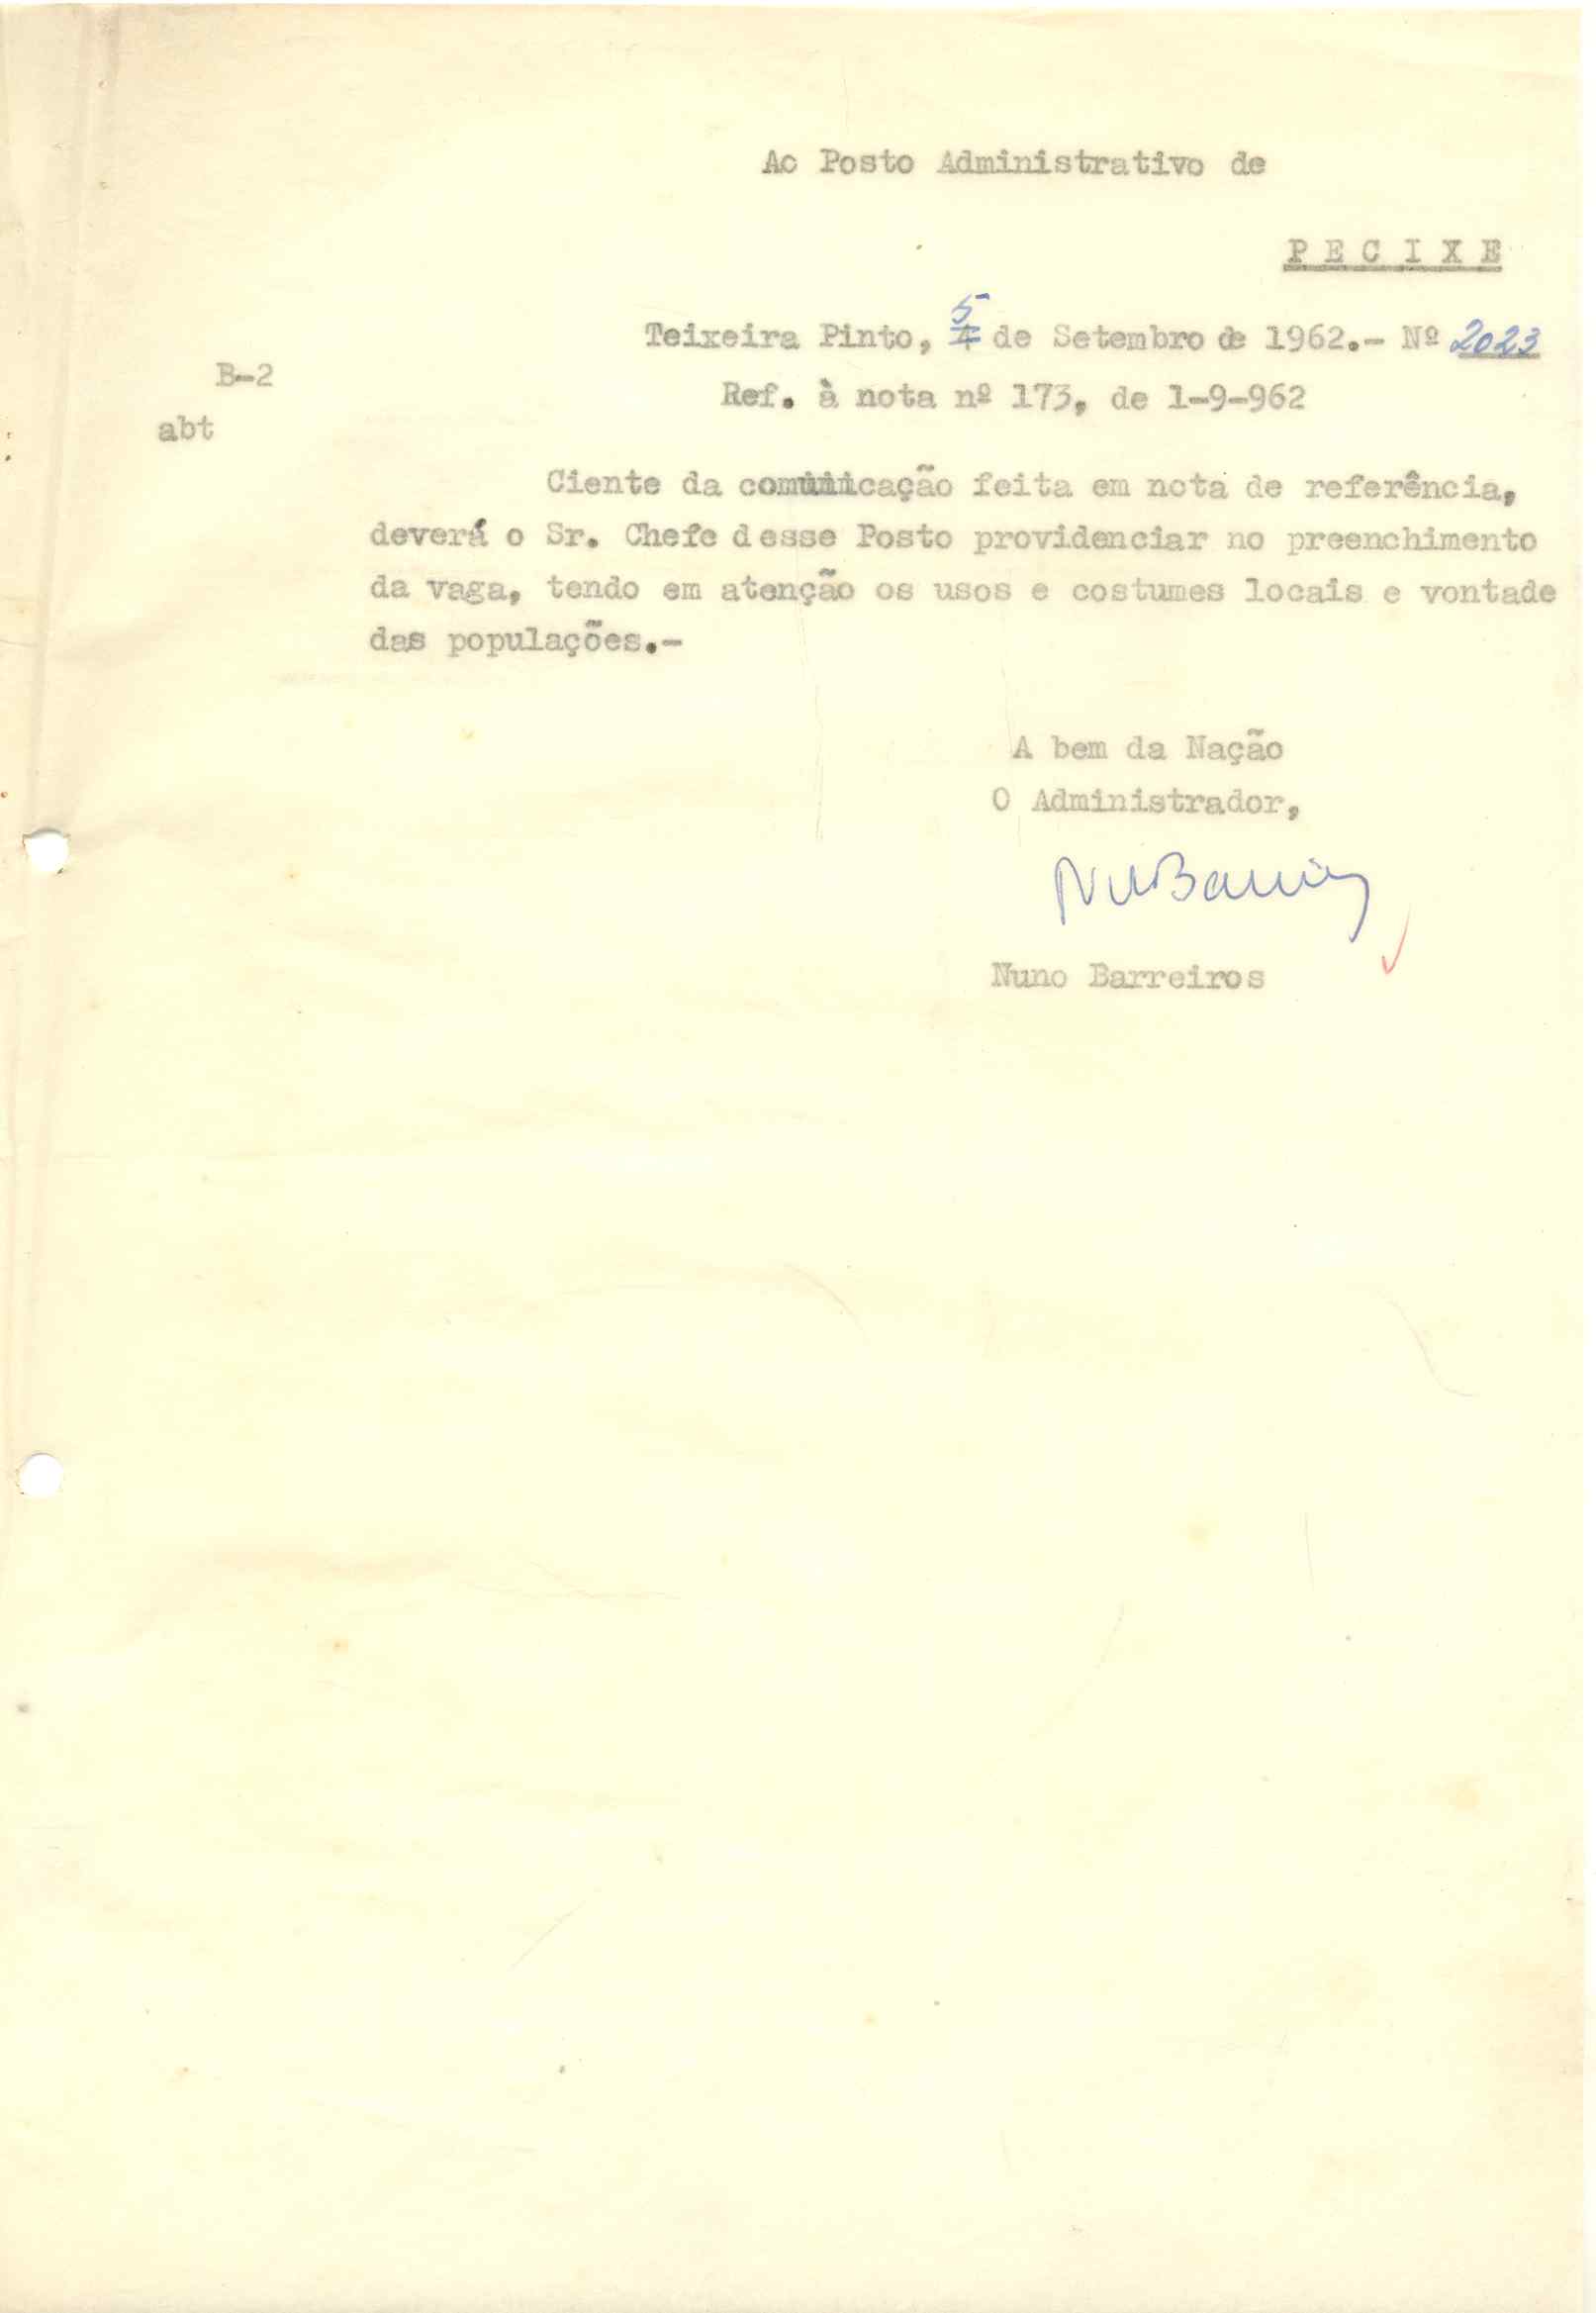 Ao Posto Administrativo de
P E C I X E
5
Teixeira Pinto, 4 de Setembro de 1962.- Nº 2023
B-2
Ref. à nota nº 173, de 1-9-962
abt
Ciente da comunicação feita em nota de referência,
deverá o Sr. Chefe desse Posto providenciar no preenchimento
da vaga, tendo em atenção os usos e costumes locais e vontade
das populações.-
A bem da Nação
O Administrador,
Nuno Barreiros